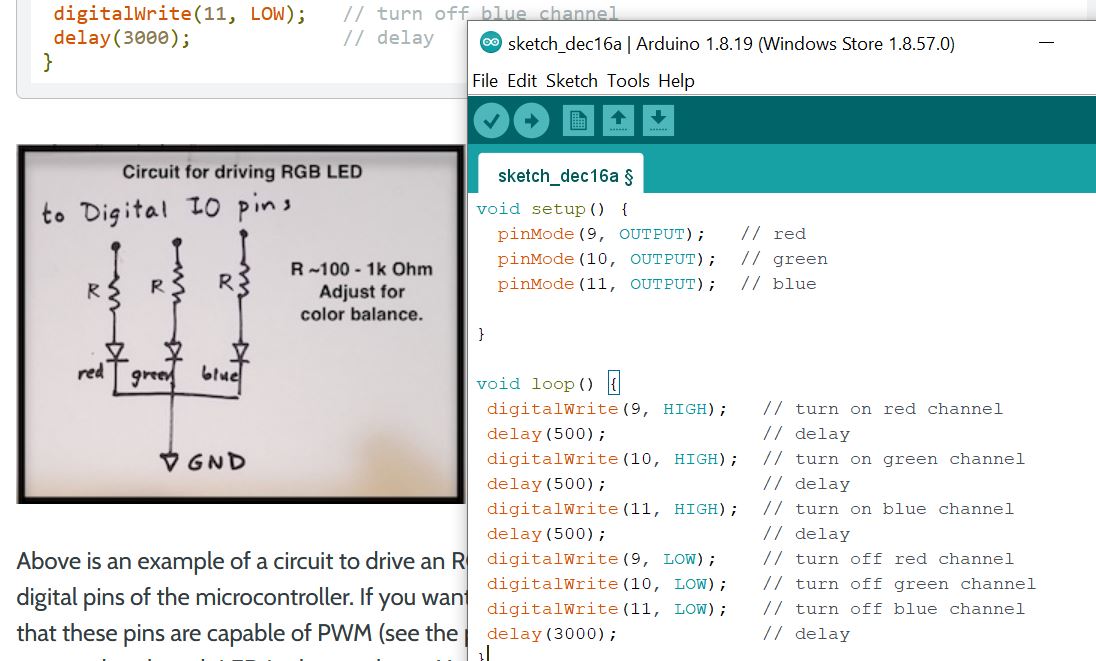 digitalWrite(11, LOW);   // turn off blue channel
delay(3000);             // delay
}
Circuit for driving RGB LED
to Digital IO pins
R R R
R ~100 - 1k Ohm
Adjust for
color balance.
red green blue
GND
Above is an example of a circuit to drive an
digital pins of the microcontroller. If you want
that these pins are capable of PWM (see the
sketch_dec16a | Arduino 1.8.19 (Windows Store 1.8.57.0)
File Edit Sketch Tools Help
sketch_dec16a §
void setup() {
  pinMode(9, OUTPUT);   // red
  pinMode(10, OUTPUT);  // green
  pinMode(11, OUTPUT);  // blue
}
void loop() {
 digitalWrite(9, HIGH);   // turn on red channel
 delay(500);              // delay
 digitalWrite(10, HIGH);  // turn on green channel
 delay(500);              // delay
 digitalWrite(11, HIGH);  // turn on blue channel
 delay(500);              // delay
 digitalWrite(9, LOW);    // turn off red channel
 digitalWrite(10, LOW);   // turn off green channel
 digitalWrite(11, LOW);   // turn off blue channel
 delay(3000);             // delay
}